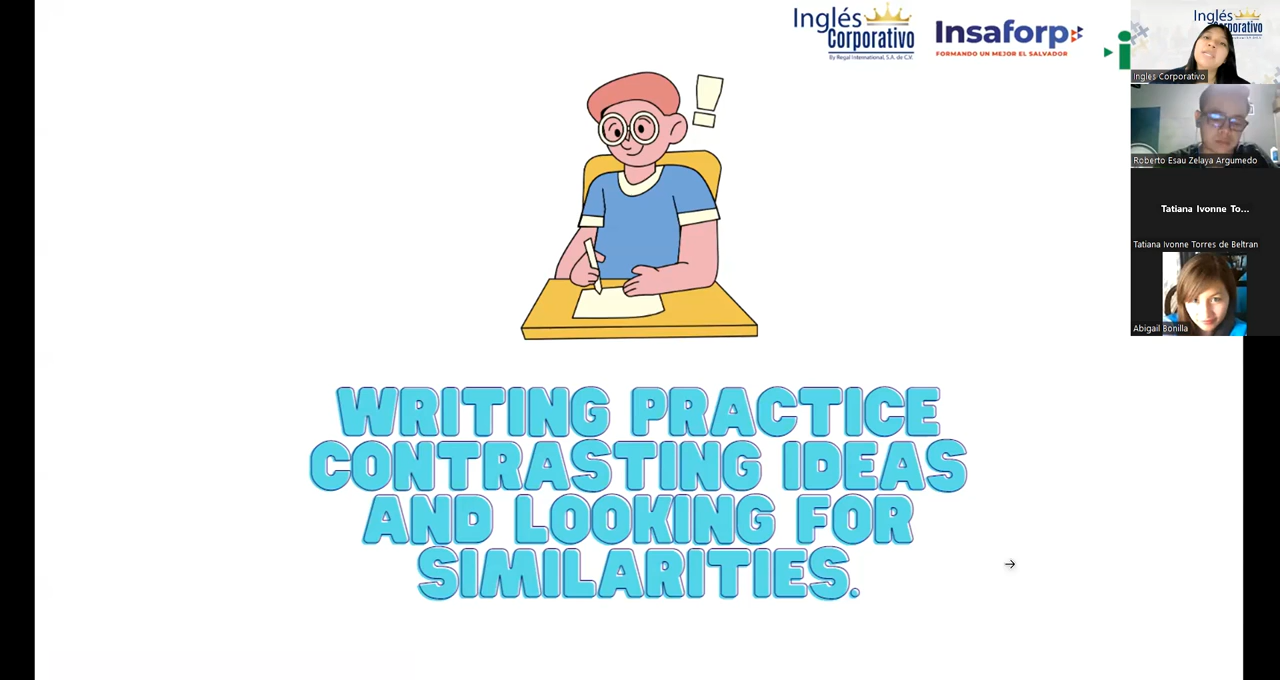 Inglés
Corporativo
By Regal International, S.A. de C.V.
Insaforp
FORMANDO UN MEJOR EL SALVADOR
i
Inglés
Corporativo
Ingles Corporativo
Roberto Esau Zelaya Argumedo
Tatiana Ivonne To...
Tatiana Ivonne Torres de Beltran
Abigail Bonilla
WRITING PRACTICE
CONTRASTING IDEAS
AND LOOKING FOR
SIMILARITIES.